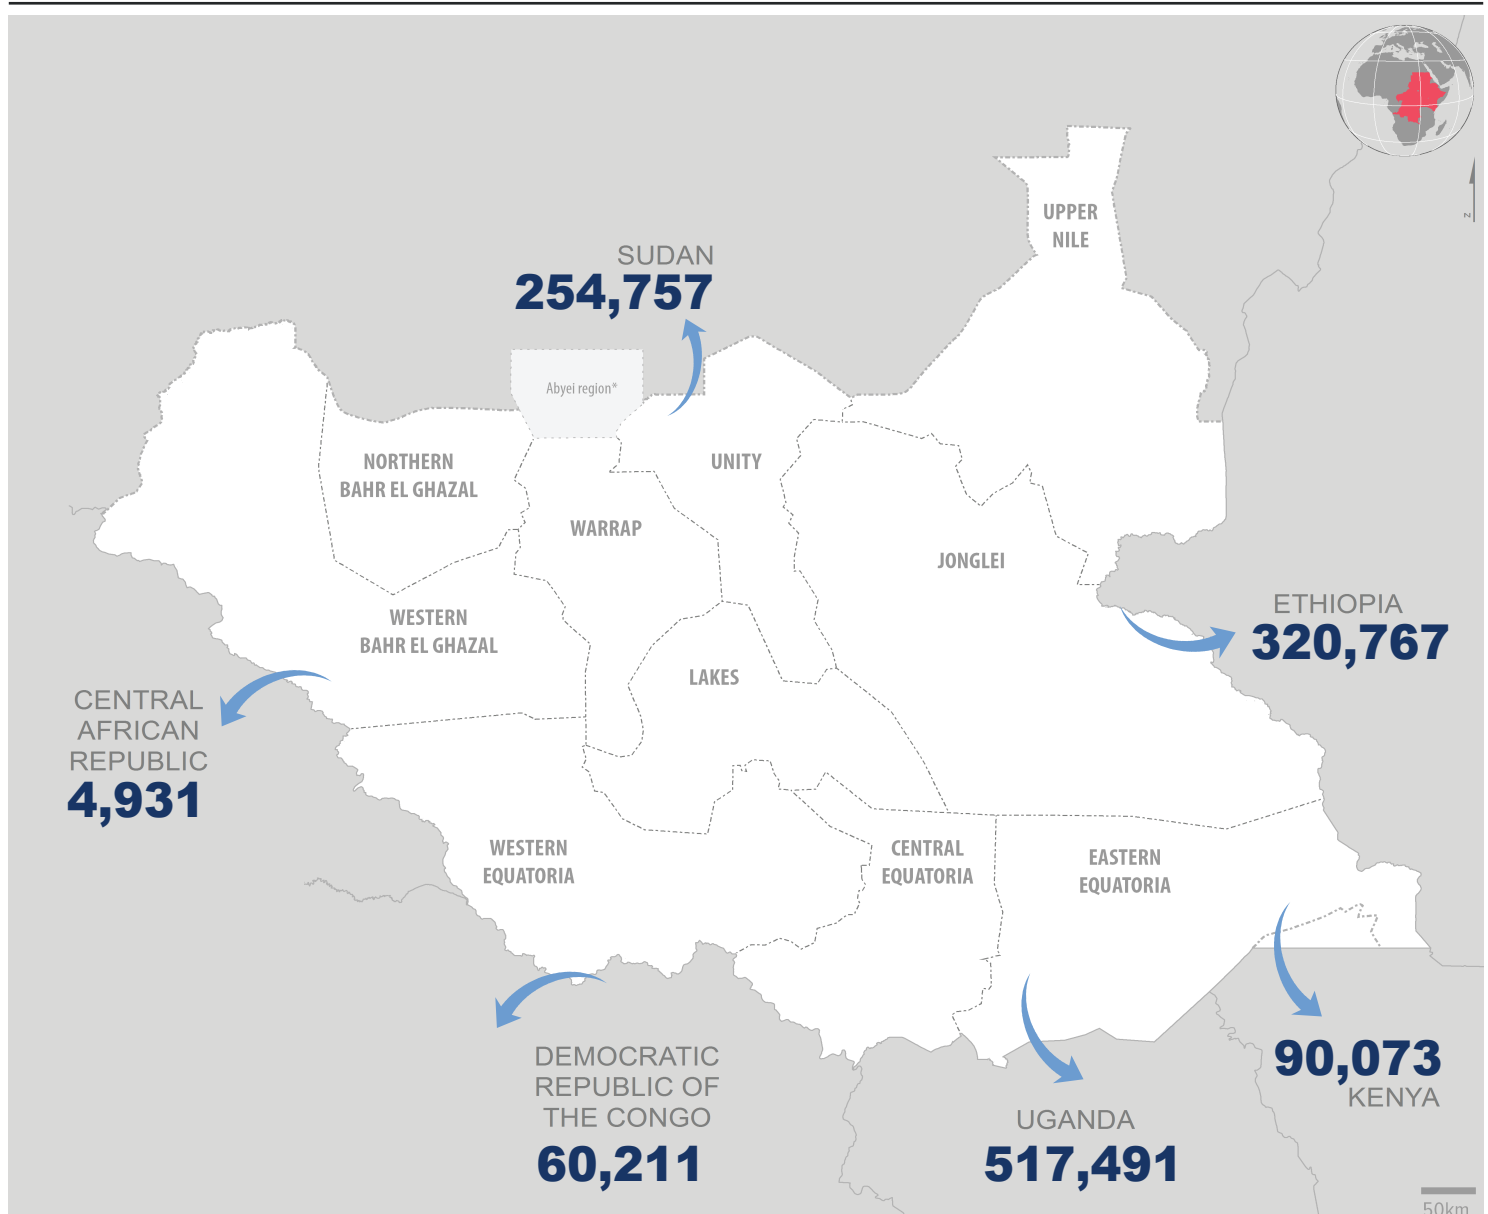 UPPER
NILE
SUDAN
254,757
Abyei region*
NORTHERN
BAHR EL GHAZAL
UNITY
WARRAP
JONGLEI
WESTERN
BAHR EL GHAZAL
LAKES
ETHIOPIA
320,767
CENTRAL
AFRICAN
REPUBLIC
4,931
WESTERN
EQUATORIA
CENTRAL
EQUATORIA
EASTERN
EQUATORIA
DEMOCRATIC
REPUBLIC OF
THE CONGO
60,211
UGANDA
517,491
90,073
KENYA
N
50km